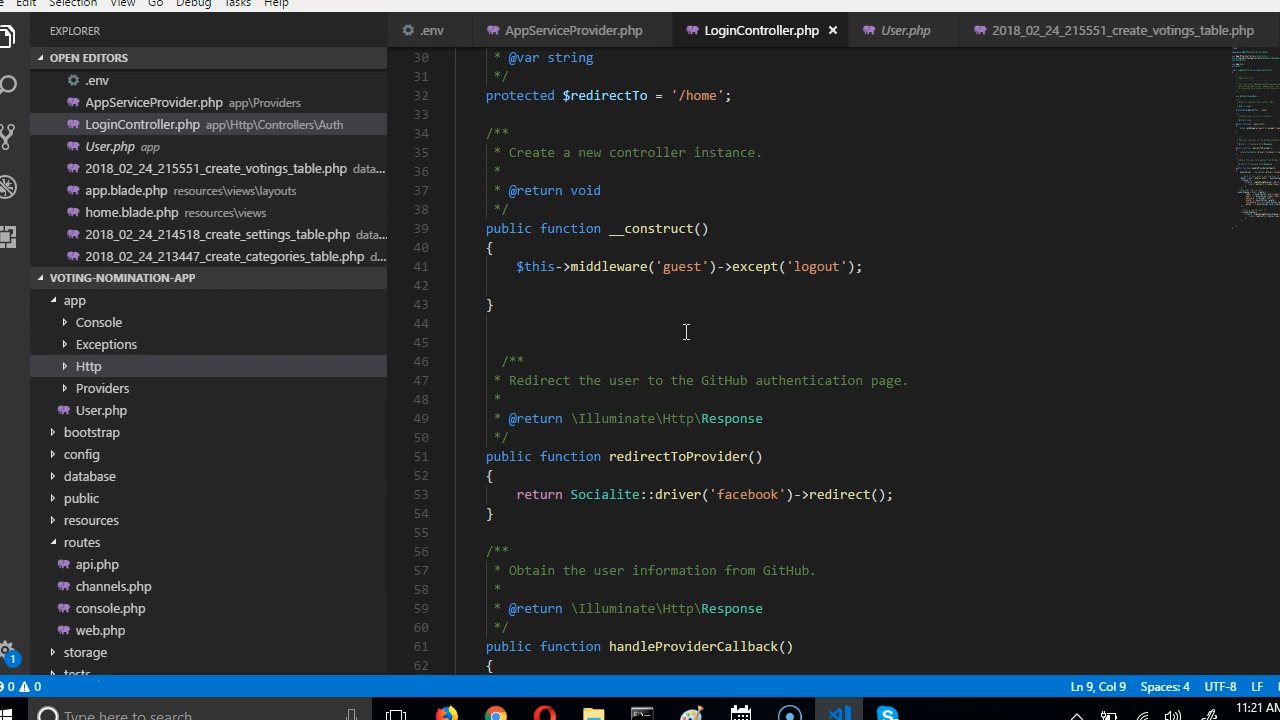 Edit Selection View Go Debug Tasks Help
EXPLORER
OPEN EDITORS
.env
AppServiceProvider.php app\Providers
LoginController.php app\Http\Controllers\Auth
User.php app
2018_02_24_215551_create_votings_table.php data...
app.blade.php resources\views\layouts
home.blade.php resources\views
2018_02_24_214518_create_settings_table.php data...
2018_02_24_213447_create_categories_table.php d...
VOTING-NOMINATION-APP
app
Console
Exceptions
Http
Providers
User.php
bootstrap
config
database
public
resources
routes
api.php
channels.php
console.php
web.php
storage
tests
.env AppServiceProvider.php LoginController.php User.php 2018_02_24_215551_create_votings_table.php
30 * @var string
31 */
32 protected $redirectTo = '/home';
33
34 /**
35 * Create a new controller instance.
36 *
37 * @return void
38 */
39 public function __construct()
40 {
41 $this->middleware('guest')->except('logout');
42
43 }
44
45
46 /**
47 * Redirect the user to the GitHub authentication page.
48 *
49 * @return \Illuminate\Http\Response
50 */
51 public function redirectToProvider()
52 {
53 return Socialite::driver('facebook')->redirect();
54 }
55
56 /**
57 * Obtain the user information from GitHub.
58 *
59 * @return \Illuminate\Http\Response
60 */
61 public function handleProviderCallback()
62 {
1
0 0 Ln 9, Col 9 Spaces: 4 UTF-8 LF
Type here to search
11:21 AM